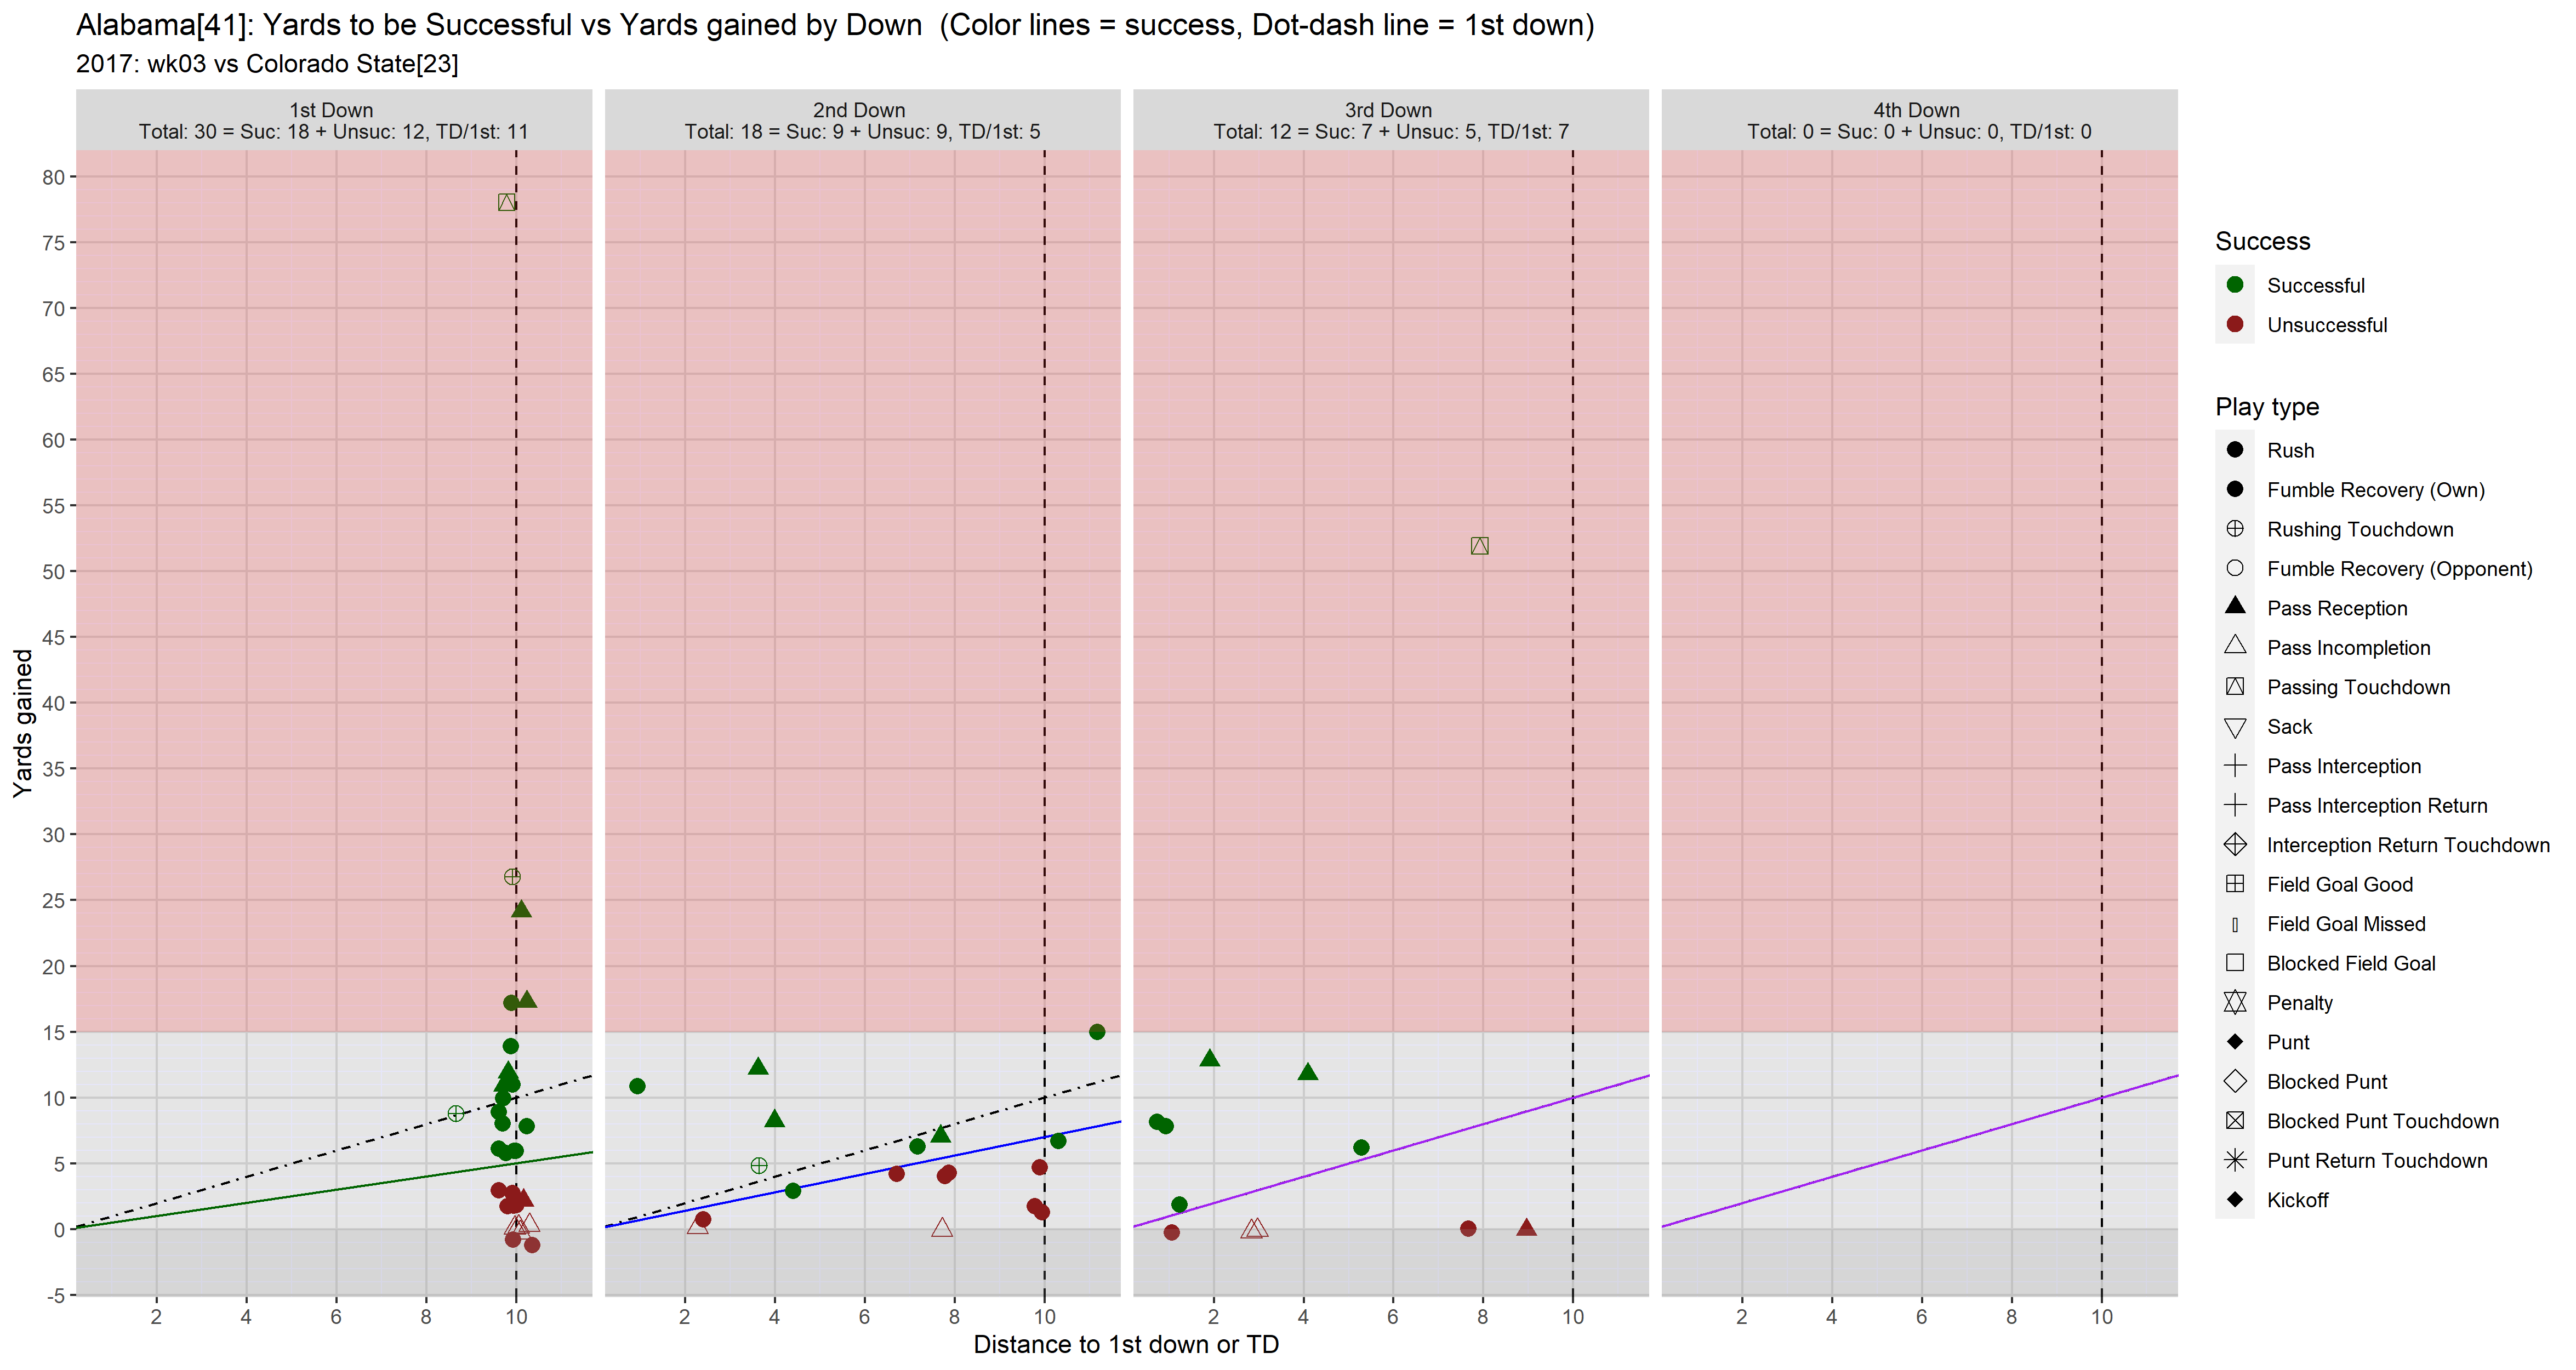 Alabama[41]: Yards to be Successful vs Yards gained by Down  (Color lines = success, Dot-dash line = 1st down)
2017: wk03 vs Colorado State[23]
1st Down
Total: 30 = Suc: 18 + Unsuc: 12, TD/1st: 11
2nd Down
Total: 18 = Suc: 9 + Unsuc: 9, TD/1st: 5
3rd Down
Total: 12 = Suc: 7 + Unsuc: 5, TD/1st: 7
4th Down
Total: 0 = Suc: 0 + Unsuc: 0, TD/1st: 0
Yards gained
80
75
70
65
60
55
50
45
40
35
30
25
20
15
10
5
0
-5
2 4 6 8 10
2 4 6 8 10
2 4 6 8 10
2 4 6 8 10
Distance to 1st down or TD
Success
Successful
Unsuccessful
Play type
Rush
Fumble Recovery (Own)
Rushing Touchdown
Fumble Recovery (Opponent)
Pass Reception
Pass Incompletion
Passing Touchdown
Sack
Pass Interception
Pass Interception Return
Interception Return Touchdown
Field Goal Good
Field Goal Missed
Blocked Field Goal
Penalty
Punt
Blocked Punt
Blocked Punt Touchdown
Punt Return Touchdown
Kickoff